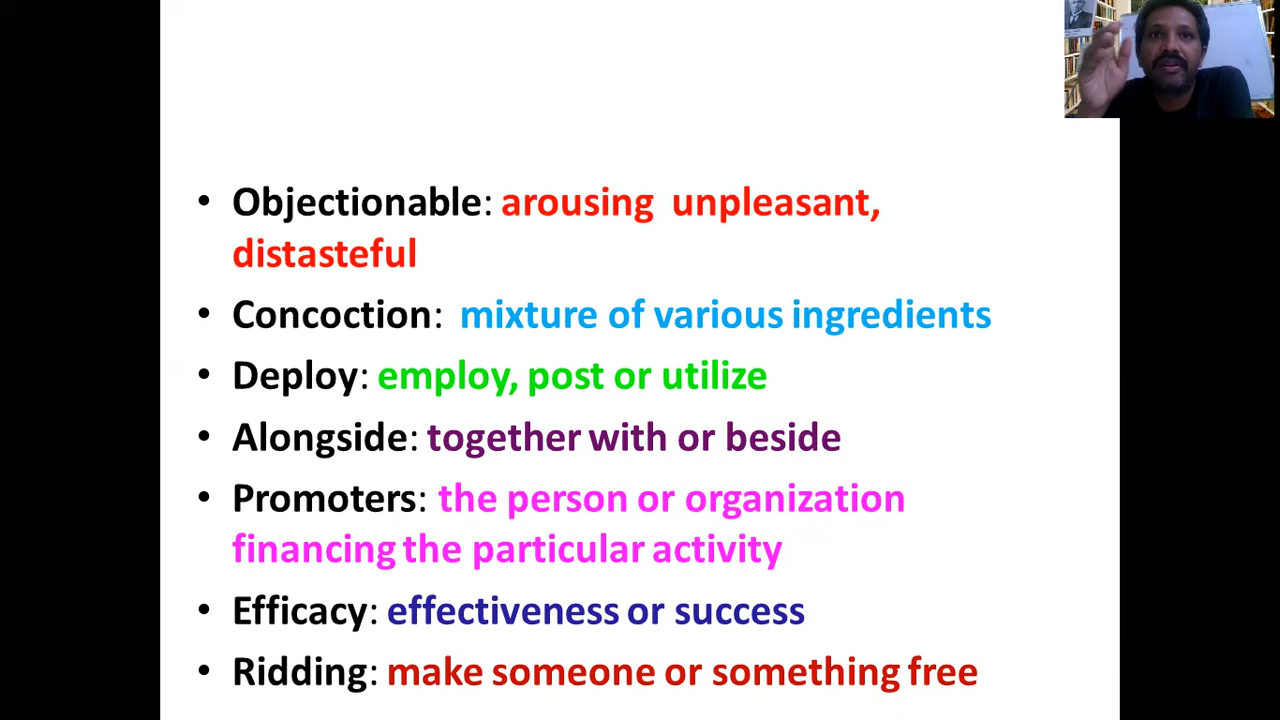 • Objectionable: arousing unpleasant,
distasteful
• Concoction: mixture of various ingredients
• Deploy: employ, post or utilize
• Alongside: together with or beside
• Promoters: the person or organization
financing the particular activity
• Efficacy: effectiveness or success
• Ridding: make someone or something free